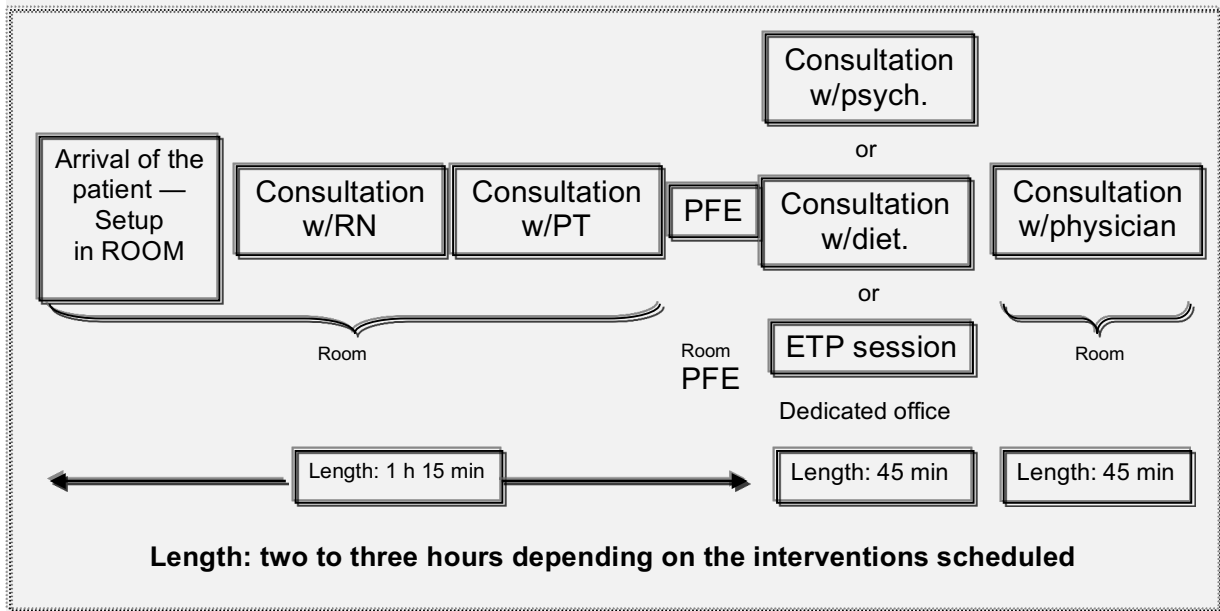 Arrival of the
patient —
Setup
in ROOM
Consultation
w/RN
Consultation
w/PT
PFE
Consultation
w/psych.
or
Consultation
w/diet.
or
ETP session
Consultation
w/physician
Room
Room
PFE
Dedicated office
Room
Length: 1 h 15 min
Length: 45 min
Length: 45 min
Length: two to three hours depending on the interventions scheduled